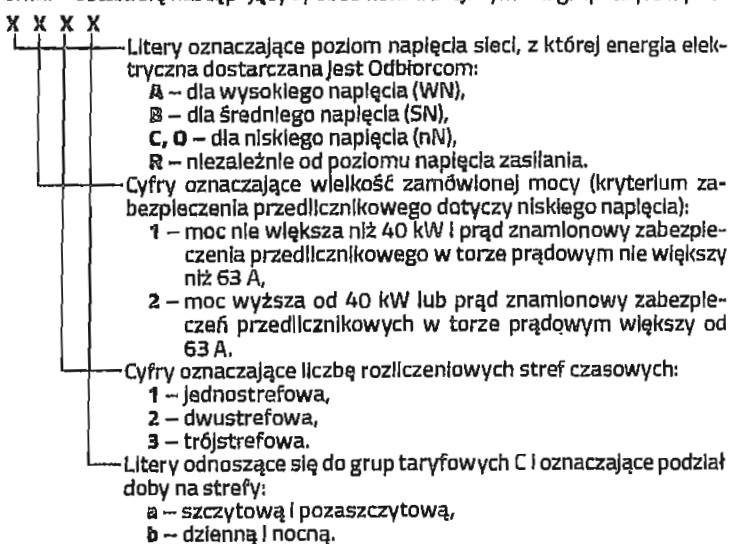 X X X X
Litery oznaczające poziom napięcia sieci, z której energia elek-
tryczna dostarczana jest Odbiorcom:
A – dla wysokiego napięcia (WN),
B – dla średniego napięcia (SN),
C, O – dla niskiego napięcia (nN),
R – niezależnie od poziomu napięcia zasilania.
Cyfry oznaczające wielkość zamówionej mocy (kryterium za-
bezpieczenia przedlicznikowego dotyczy niskiego napięcia):
1 – moc nie większa niż 40 kW i prąd znamionowy zabezpie-
czenia przedlicznikowego w torze prądowym nie większy
niż 63 A,
2 – moc wyższa od 40 kW lub prąd znamionowy zabezpie-
czeń przedlicznikowych w torze prądowym większy od
63 A.
Cyfry oznaczające liczbę rozliczeniowych stref czasowych:
1 – jednostrefowa,
2 – dwustrefowa,
3 – trójstrefowa.
Litery odnoszące się do grup taryfowych C i oznaczające podział
doby na strefy:
a – szczytową i pozaszczytową,
b – dzienną i nocną.